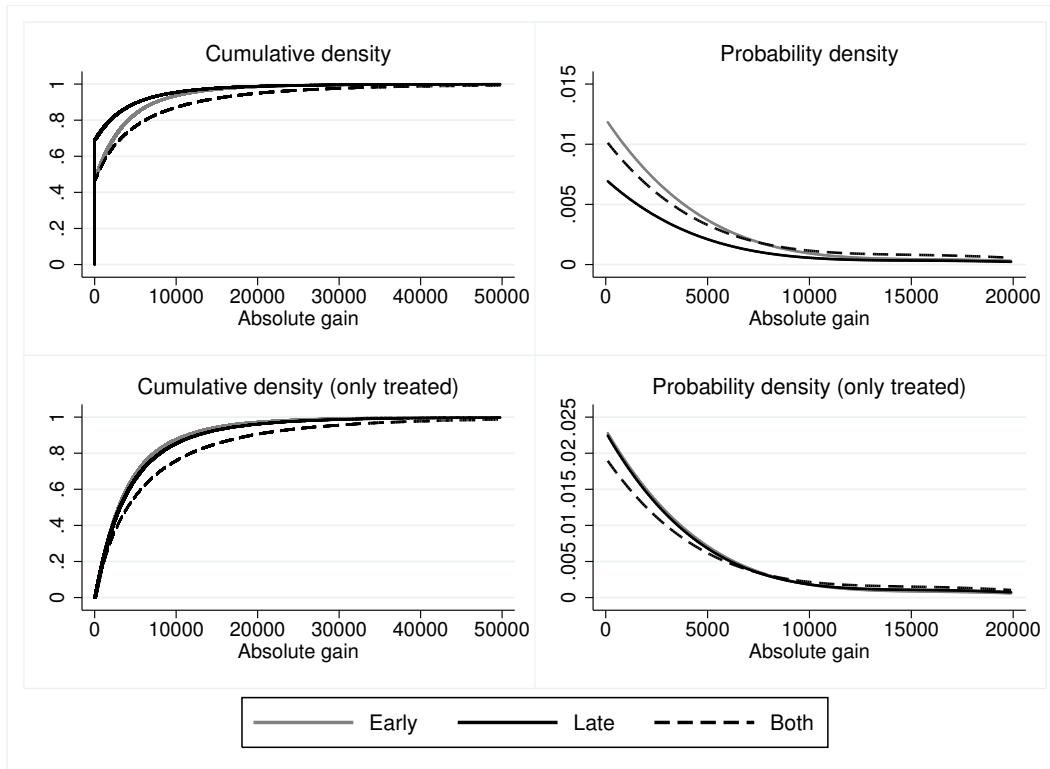 Cumulative density
0 .2 .4 .6 .8 1
0 10000 20000 30000 40000 50000
Absolute gain
Probability density
0 .005 .01 .015
0 5000 10000 15000 20000
Absolute gain
Cumulative density (only treated)
0 .2 .4 .6 .8 1
0 10000 20000 30000 40000 50000
Absolute gain
Probability density (only treated)
0 .005 .01 .015 .02 .025
0 5000 10000 15000 20000
Absolute gain
Early Late Both